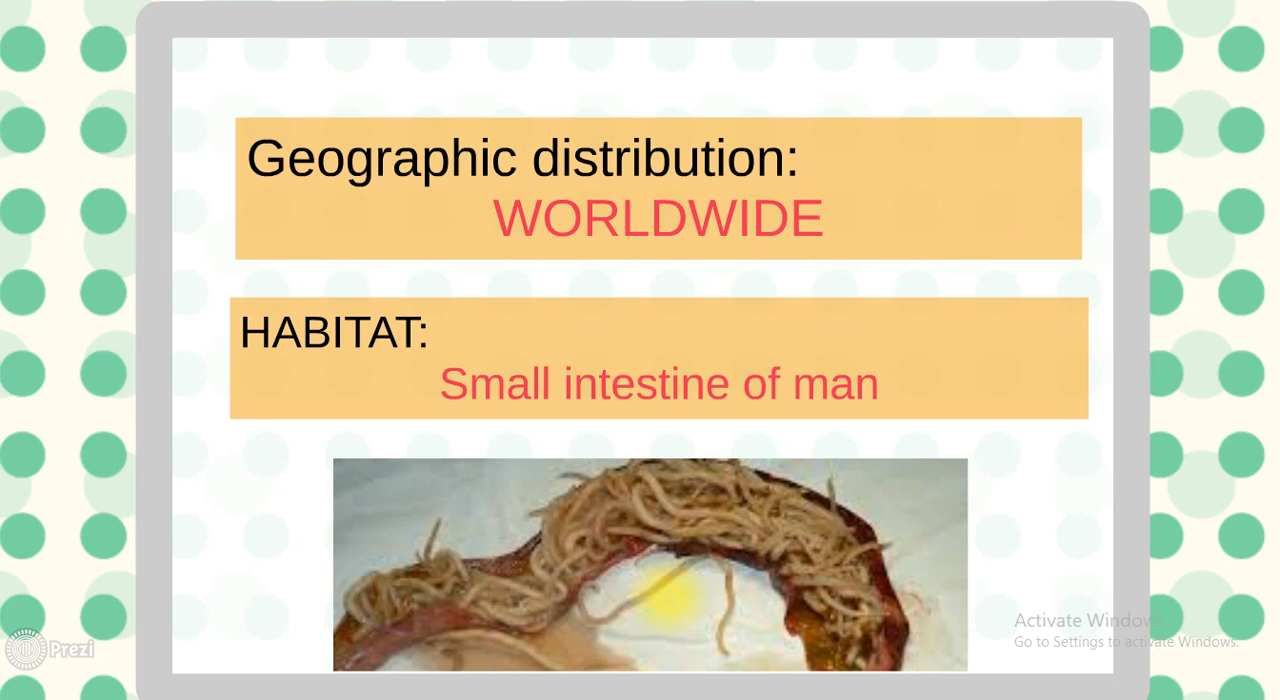 Geographic distribution:
WORLDWIDE
HABITAT:
Small intestine of man
Activate Windows
Go to Settings to activate Windows.
Prezi